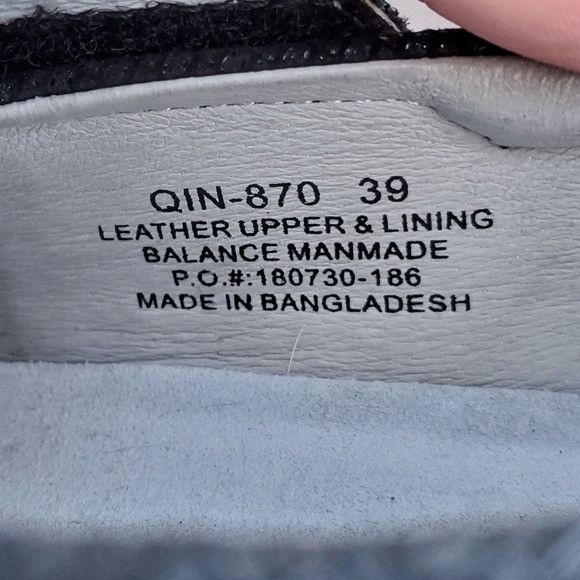 QIN-870 39
LEATHER UPPER & LINING
BALANCE MANMADE
P.O.#:180730-186
MADE IN BANGLADESH